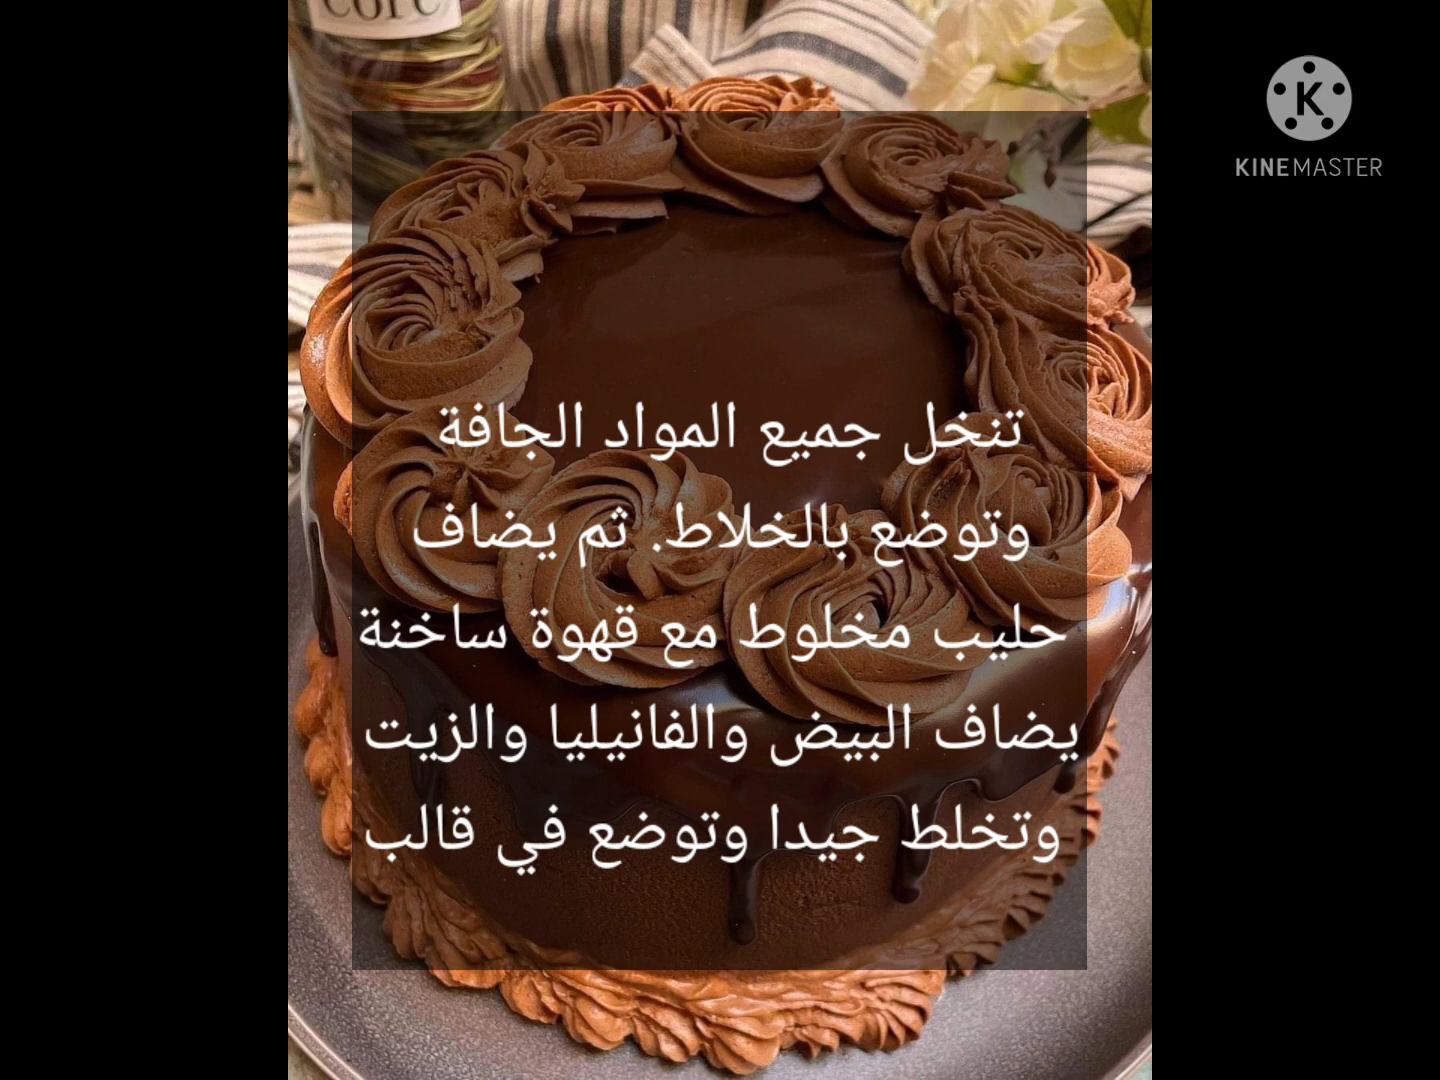 تنخل جميع المواد الجافة
وتوضع بالخلاط. ثم يضاف
حليب مخلوط مع قهوة ساخنة
يضاف البيض والفانيليا والزيت
وتخلط جيدا وتوضع في قالب
KINEMASTER